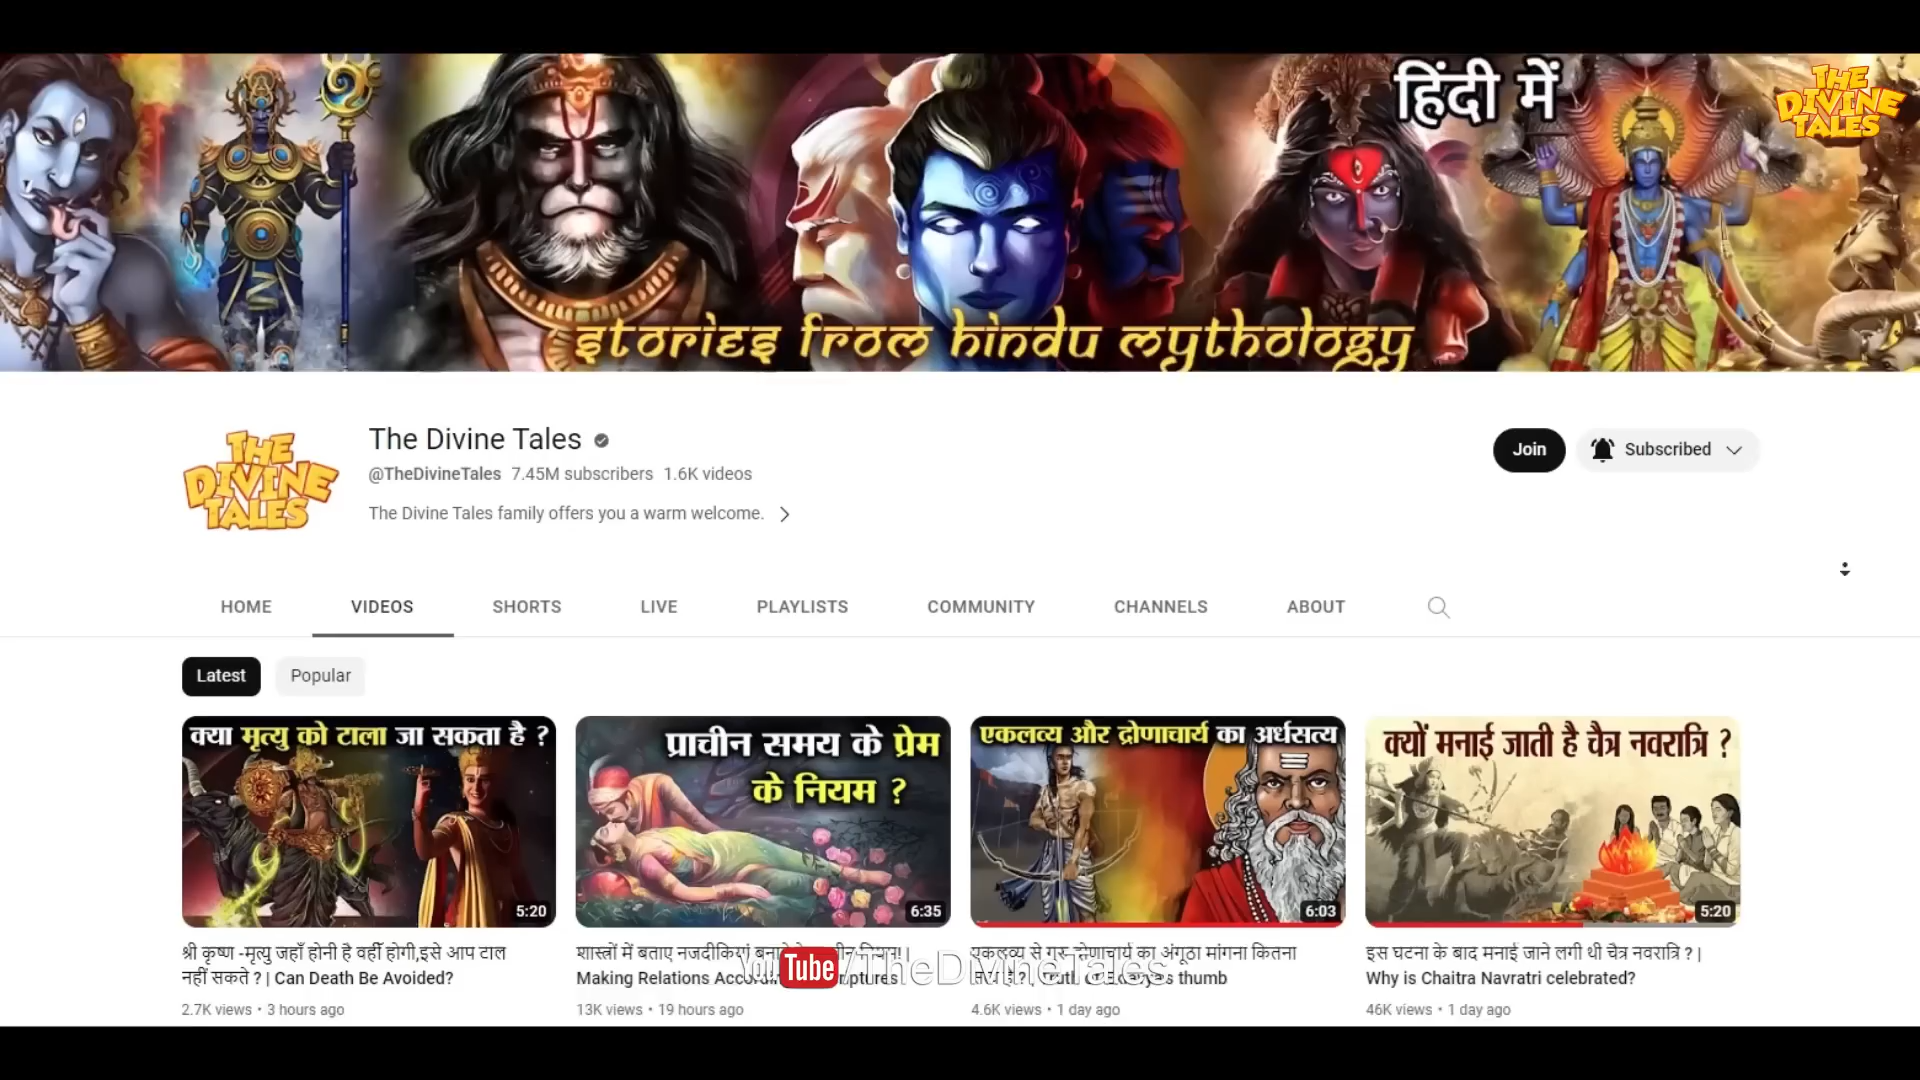 हिंदी में
THE
DIVINE
TALES
stories from hindu mythology
THE
DIVINE
TALES
The Divine Tales
@TheDivineTales 7.45M subscribers 1.6K videos
The Divine Tales family offers you a warm welcome.
Join
Subscribed
HOME VIDEOS SHORTS LIVE PLAYLISTS COMMUNITY CHANNELS ABOUT
Latest Popular
क्या मृत्यु को टाला जा सकता है ?
5:20
प्राचीन समय के प्रेम
के नियम ?
6:35
एकलव्य और द्रोणाचार्य का अर्धसत्य
6:03
क्यों मनाई जाती है चैत्र नवरात्रि ?
5:20
श्री कृष्ण -मृत्यु जहाँ होनी है वहीँ होगी,इसे आप टाल
नहीं सकते ? | Can Death Be Avoided?
2.7K views • 3 hours ago
शास्त्रों में बताए नजदीकियां
Making Relations
13K views • 19 hours ago
एकलव्य से गुरु द्रोणाचार्य का अंगूठा मांगना कितना
thumb
4.6K views • 1 day ago
इस घटना के बाद मनाई जाने लगी थी चैत्र नवरात्रि ? |
Why is Chaitra Navratri celebrated?
46K views • 1 day ago
YouTube/TheDivineTales